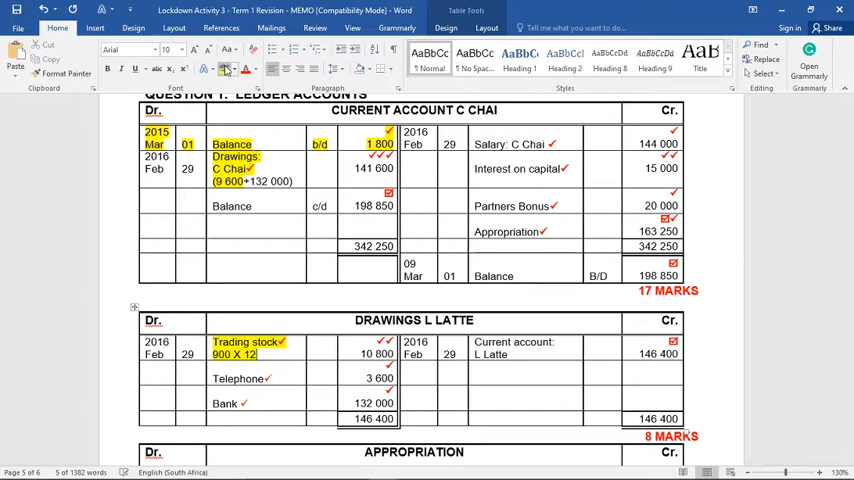 Lockdown Activity 3 - Term 1 Revision - MEMO [Compatibility Mode] - Word
Table Tools
Sign in
Share
File Home Insert Draw Layout References Mailings Review View Grammarly Design Layout Tell me what you want to do...
Paste
Cut
Copy
Format Painter
Clipboard
Arial 10
Font
Paragraph
AaBbCc AaBbCc AaBbCc AaBbCc AaBbCcDd AaBbCcDd AaB
¶ Normal ¶ No Spac... Heading 1 Heading 2 Heading 3 Heading 4 Title
Styles
Find
Replace
Select
Editing
Open Grammarly
Grammarly
QUESTION 1. LEDGER ACCOUNTS
Dr. CURRENT ACCOUNT C CHAI Cr.
2015 Mar 01 Balance b/d 1 800 2016 Feb 29 Salary: C Chai 144 000
2016 Feb 29 Drawings: C Chai (9 600+132 000) 141 600 Interest on capital 15 000
Balance c/d 198 850 Partners Bonus 20 000
Appropriation 163 250
342 250 342 250
09 Mar 01 Balance B/D 198 850
17 MARKS
Dr. DRAWINGS L LATTE Cr.
2016 Feb 29 Trading stock 900 X 12 10 800 2016 Feb 29 Current account: L Latte 146 400
Telephone 3 600
Bank 132 000
146 400 146 400
8 MARKS
Dr. APPROPRIATION Cr.
Page 5 of 6 5 of 1382 words English (South Africa) 130%